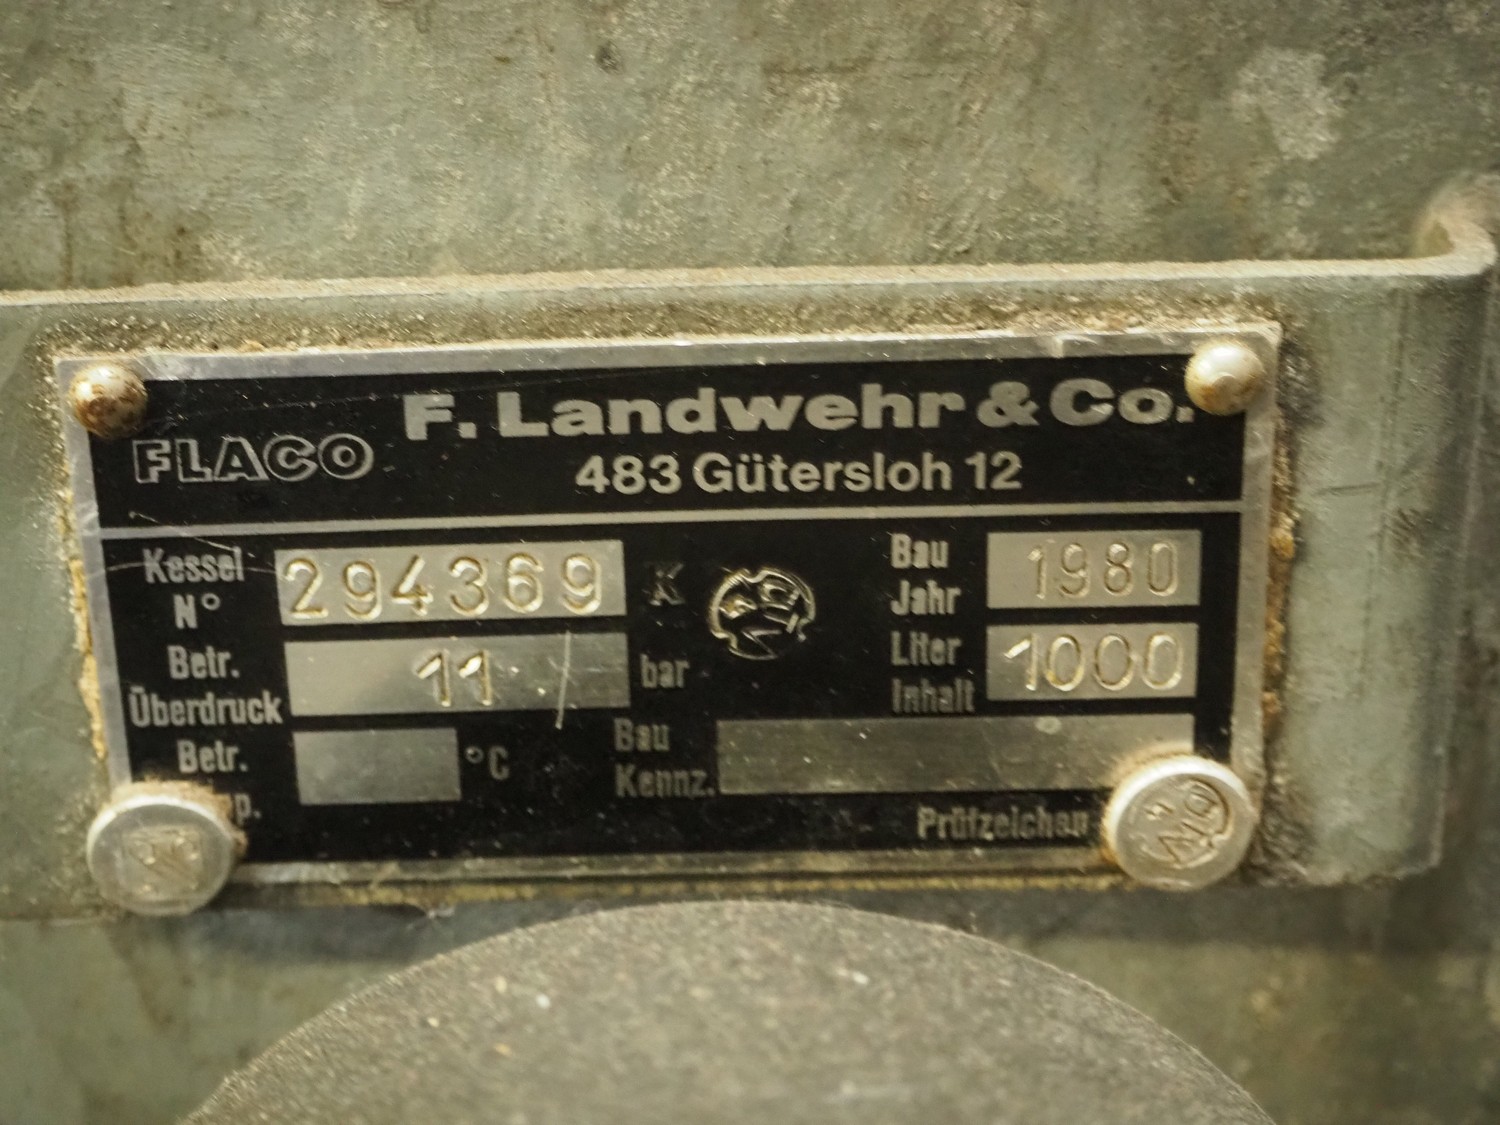 F. Landwehr & Co.
FLACO
483 Gütersloh 12
Kessel
N° 294369 K
Bau
Jahr 1980
Betr.
Überdruck 11 bar
Liter
Inhalt 1000
Betr.
°C
Bau
Kennz.
Prüfzeichen